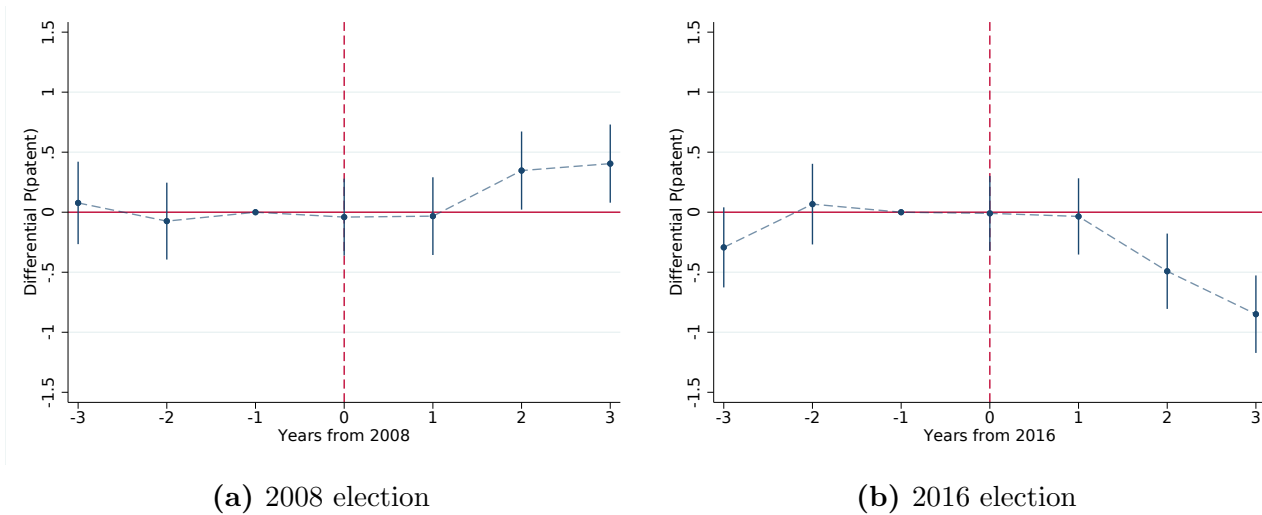 Differential P(patent)
1.5
1
.5
0
-.5
-1
-1.5
-3 -2 -1 0 1 2 3
Years from 2008
(a) 2008 election
Differential P(patent)
1.5
1
.5
0
-.5
-1
-1.5
-3 -2 -1 0 1 2 3
Years from 2016
(b) 2016 election